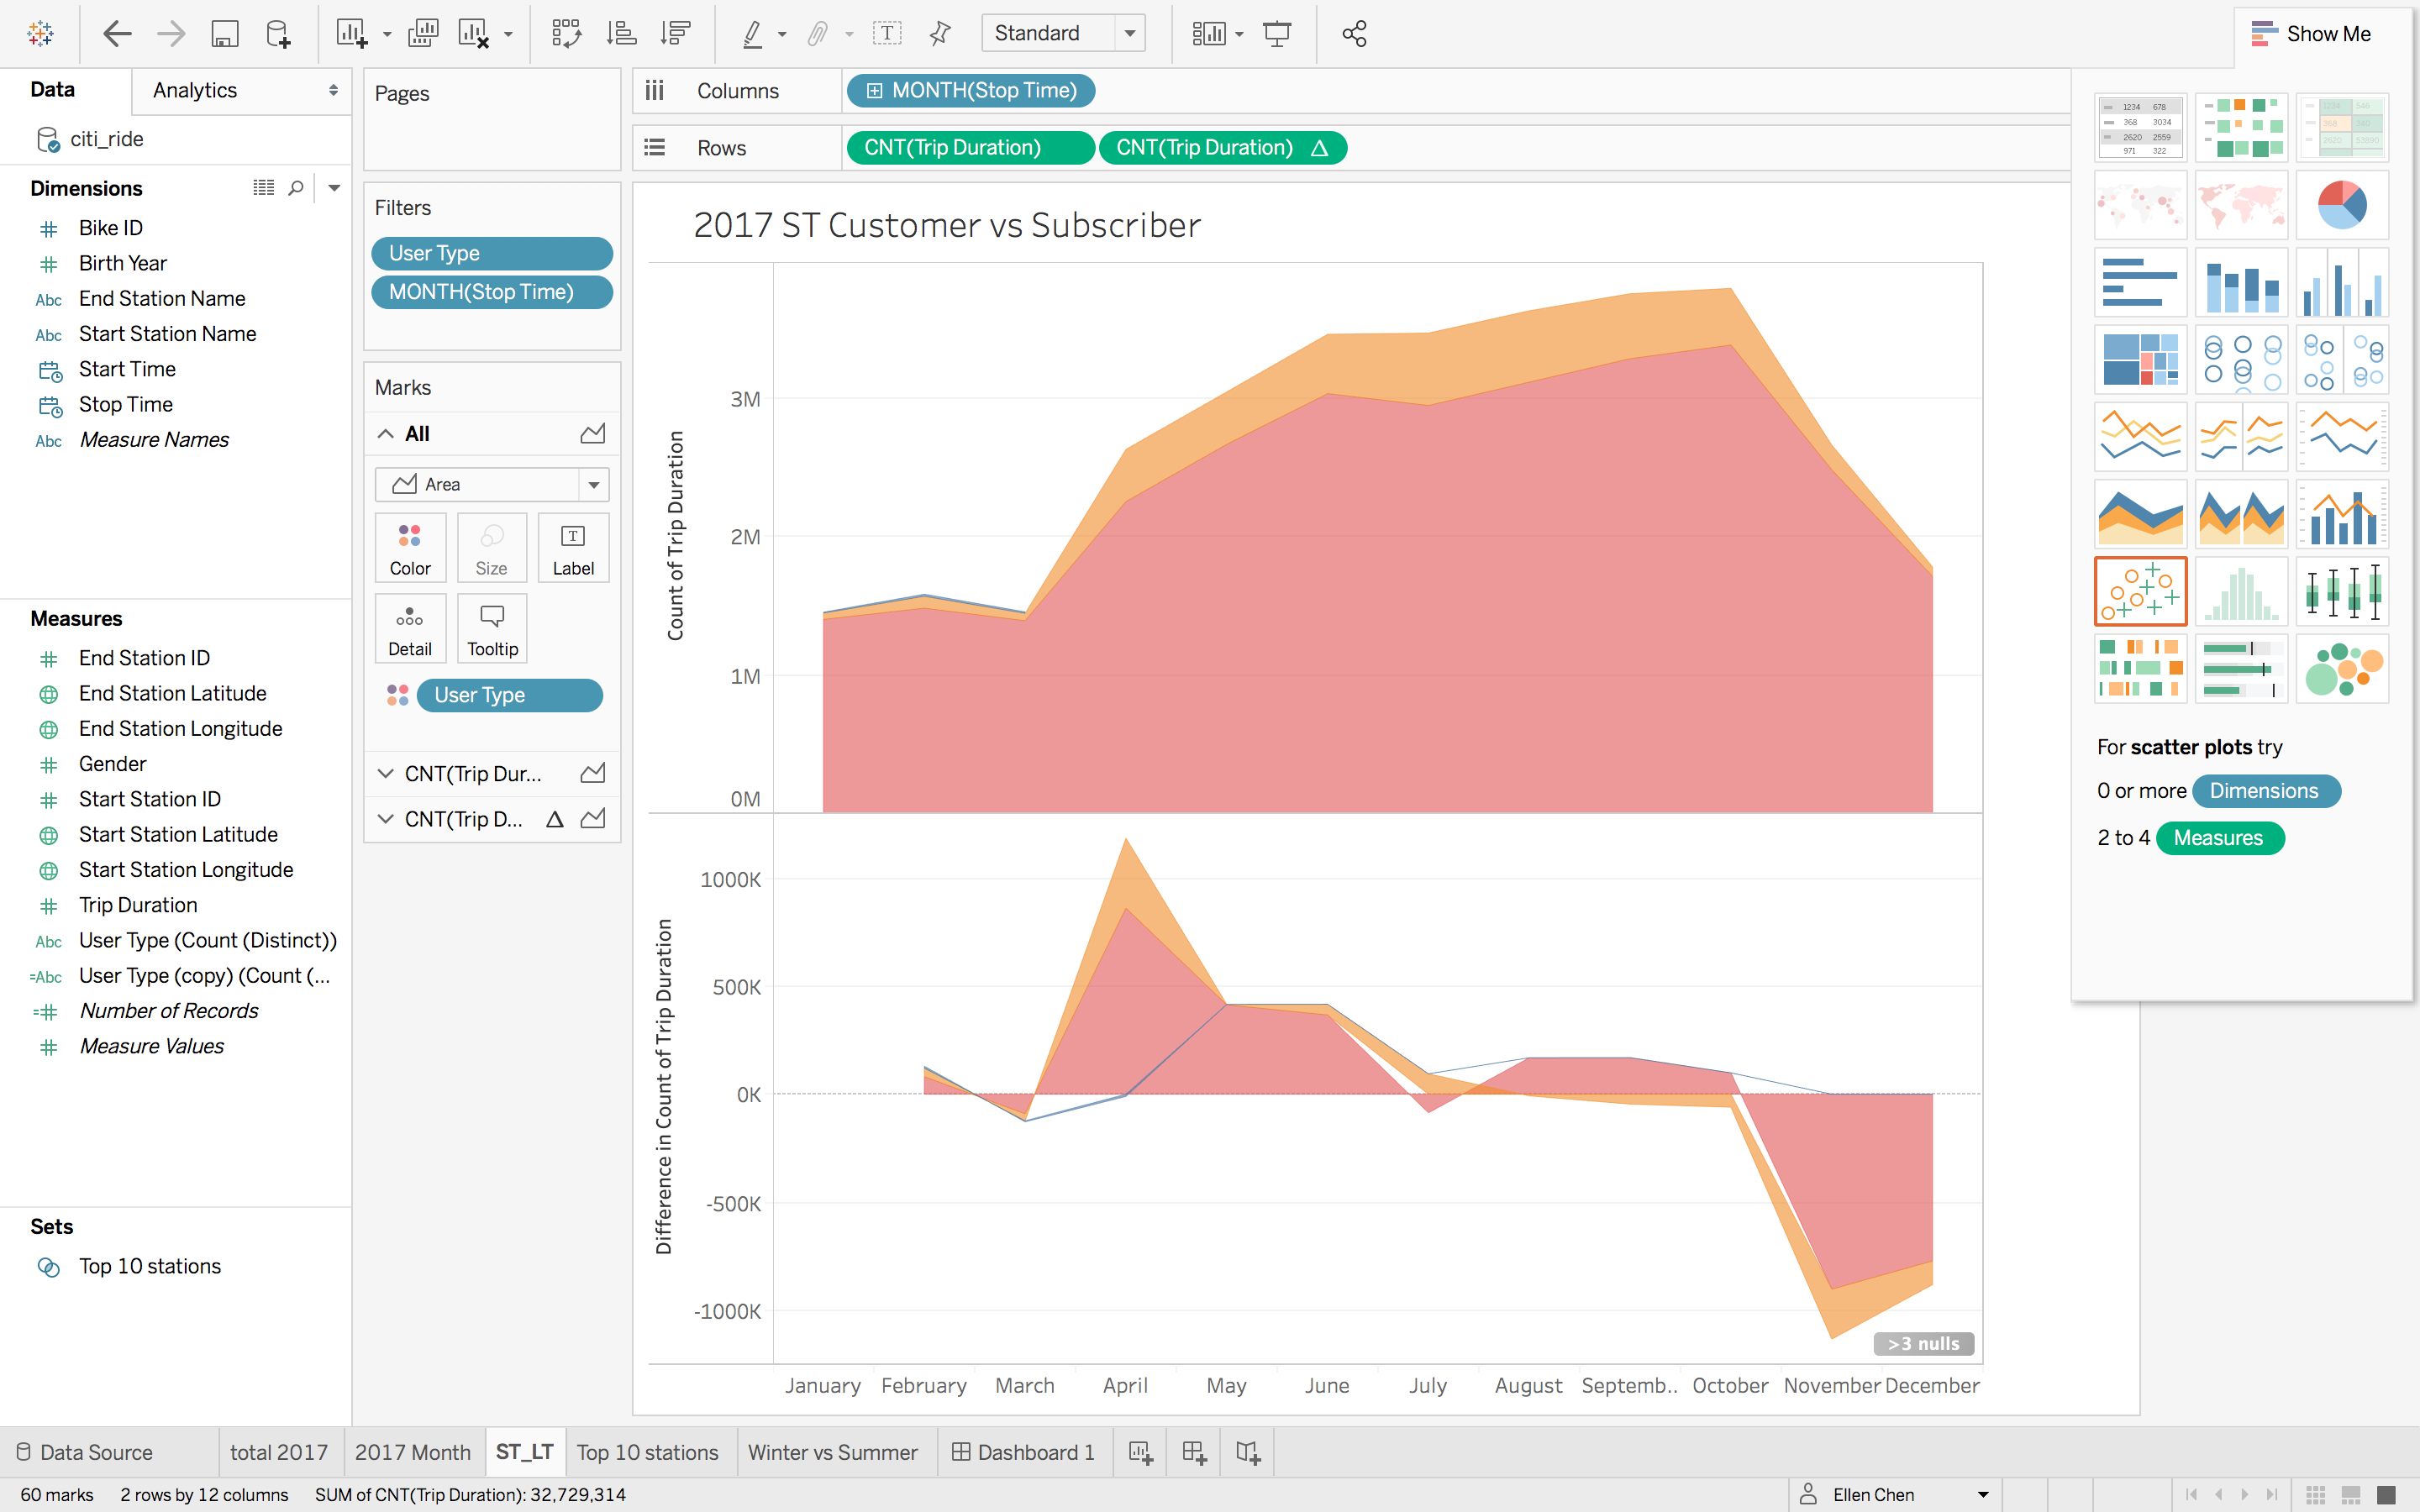 Standard
Show Me
Data
Analytics
citi_ride
Dimensions
Bike ID
Birth Year
Abc End Station Name
Abc Start Station Name
Start Time
Stop Time
Abc Measure Names
Measures
End Station ID
End Station Latitude
End Station Longitude
Gender
Start Station ID
Start Station Latitude
Start Station Longitude
Trip Duration
Abc User Type (Count (Distinct))
=Abc User Type (copy) (Count (...
Number of Records
Measure Values
Sets
Top 10 stations
Pages
Filters
User Type
MONTH(Stop Time)
Marks
All
Area
Color
Size
Label
Detail
Tooltip
User Type
CNT(Trip Dur...
CNT(Trip D... Δ
Columns
MONTH(Stop Time)
Rows
CNT(Trip Duration)
CNT(Trip Duration) Δ
2017 ST Customer vs Subscriber
Count of Trip Duration
3M
2M
1M
0M
Difference in Count of Trip Duration
1000K
500K
0K
-500K
-1000K
>3 nulls
January February March April May June July August Septemb.. October November December
1234 678
368 3034
2620 2559
971 322
For scatter plots try
0 or more Dimensions
2 to 4 Measures
Data Source
total 2017
2017 Month
ST_LT
Top 10 stations
Winter vs Summer
Dashboard 1
60 marks
2 rows by 12 columns
SUM of CNT(Trip Duration): 32,729,314
Ellen Chen